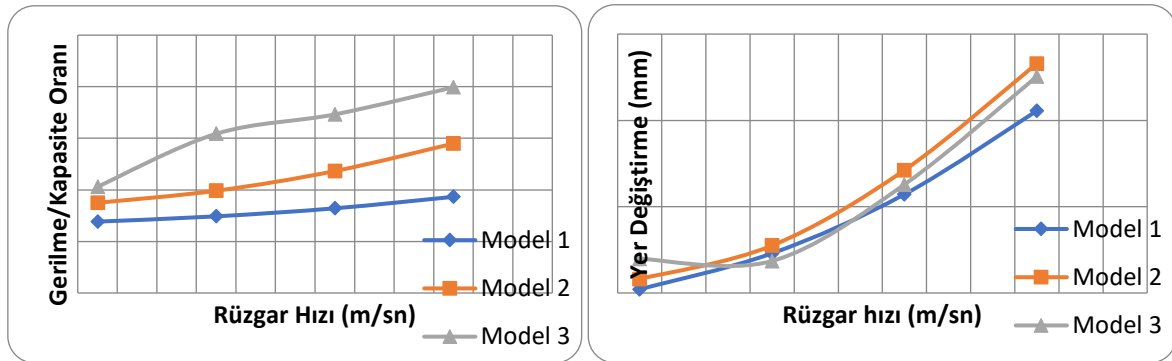 Gerilme/Kapasite Oranı
Rüzgar Hızı (m/sn)
Model 1
Model 2
Model 3
Yer Değiştirme (mm)
Rüzgar hızı (m/sn)
Model 1
Model 2
Model 3